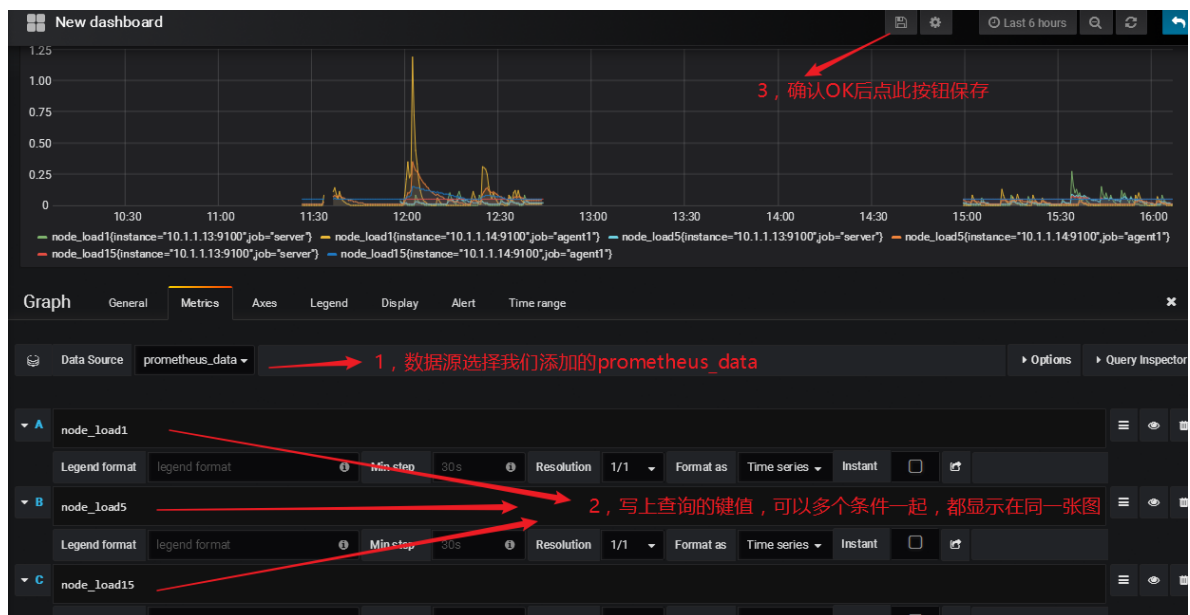 New dashboard
Last 6 hours
1.25
1.00
3，确认OK后点此按钮保存
0.75
0.50
0.25
0
10:30 11:00 11:30 12:00 12:30 13:00 13:30 14:00 14:30 15:00 15:30 16:00
node_load1{instance="10.1.1.13:9100",job="server"} node_load1{instance="10.1.1.14:9100",job="agent1"} node_load5{instance="10.1.1.13:9100",job="server"} node_load5{instance="10.1.1.14:9100",job="agent1"}
node_load15{instance="10.1.1.13:9100",job="server"} node_load15{instance="10.1.1.14:9100",job="agent1"}
Graph General Metrics Axes Legend Display Alert Time range
Data Source prometheus_data 1，数据源选择我们添加的prometheus_data Options Query Inspector
A node_load1
Legend format legend format Min step 30s Resolution 1/1 Format as Time series Instant
B node_load5 2，写上查询的键值，可以多个条件一起，都显示在同一张图
Legend format legend format Min step 30s Resolution 1/1 Format as Time series Instant
C node_load15